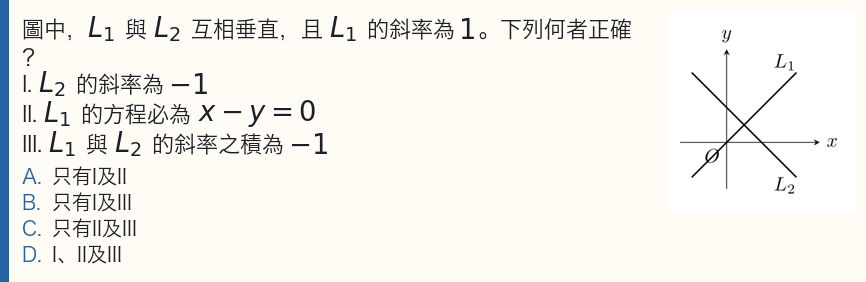 圖中，L₁ 與 L₂ 互相垂直，且 L₁ 的斜率為 1。下列何者正確
？
I. L₂ 的斜率為 −1
II. L₁ 的方程必為 x − y = 0
III. L₁ 與 L₂ 的斜率之積為 −1
A. 只有I及II
B. 只有I及III
C. 只有II及III
D. I、II及III
y
L₁
x
O
L₂